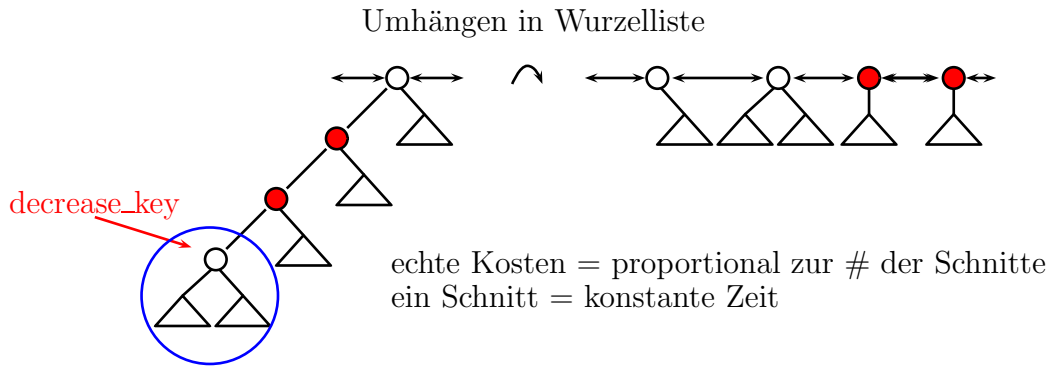 Umhängen in Wurzelliste
decrease_key
echte Kosten = proportional zur # der Schnitte
ein Schnitt = konstante Zeit